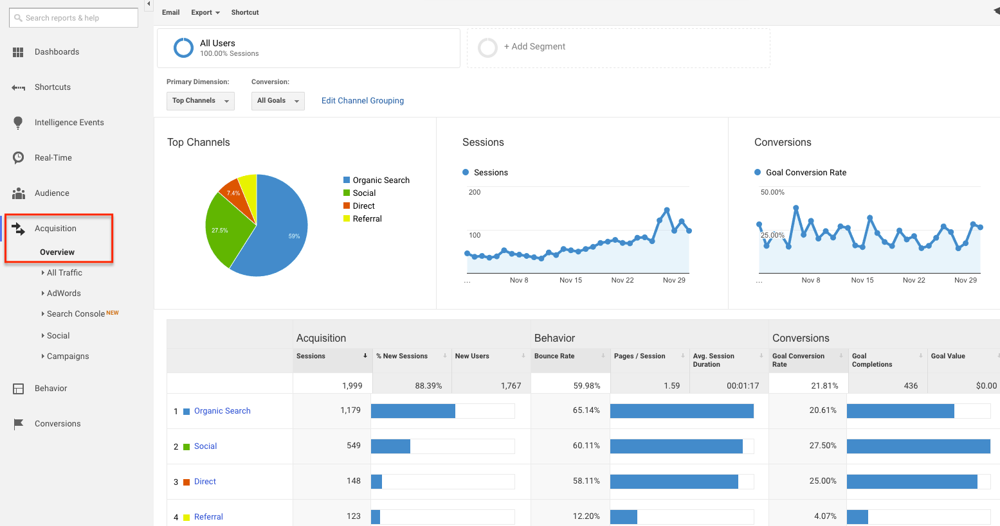 Search reports & help
Dashboards
Shortcuts
Intelligence Events
Real-Time
Audience
Acquisition
Overview
All Traffic
AdWords
Search Console NEW
Social
Campaigns
Behavior
Conversions
Email Export Shortcut
All Users
100.00% Sessions
+ Add Segment
Primary Dimension: Conversion:
Top Channels All Goals Edit Channel Grouping
Top Channels
59%
27.5%
7.4%
Organic Search
Social
Direct
Referral
Sessions
Sessions
200
100
... Nov 8 Nov 15 Nov 22 Nov 29
Conversions
Goal Conversion Rate
50.00%
25.00%
... Nov 8 Nov 15 Nov 22 Nov 29
Acquisition Behavior Conversions
Sessions % New Sessions New Users Bounce Rate Pages / Session Avg. Session Duration Goal Conversion Rate Goal Completions Goal Value
1,999 88.39% 1,767 59.98% 1.59 00:01:17 21.81% 436 $0.00
1 Organic Search 1,179 65.14% 20.61%
2 Social 549 60.11% 27.50%
3 Direct 148 58.11% 25.00%
4 Referral 123 12.20% 4.07%